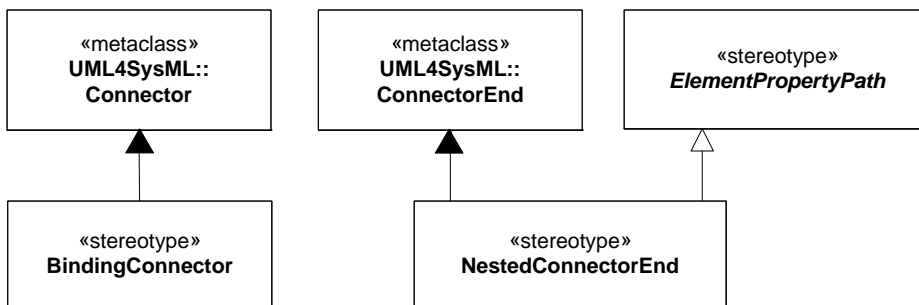 «metaclass»
UML4SysML::
Connector
«metaclass»
UML4SysML::
ConnectorEnd
«stereotype»
ElementPropertyPath
«stereotype»
BindingConnector
«stereotype»
NestedConnectorEnd